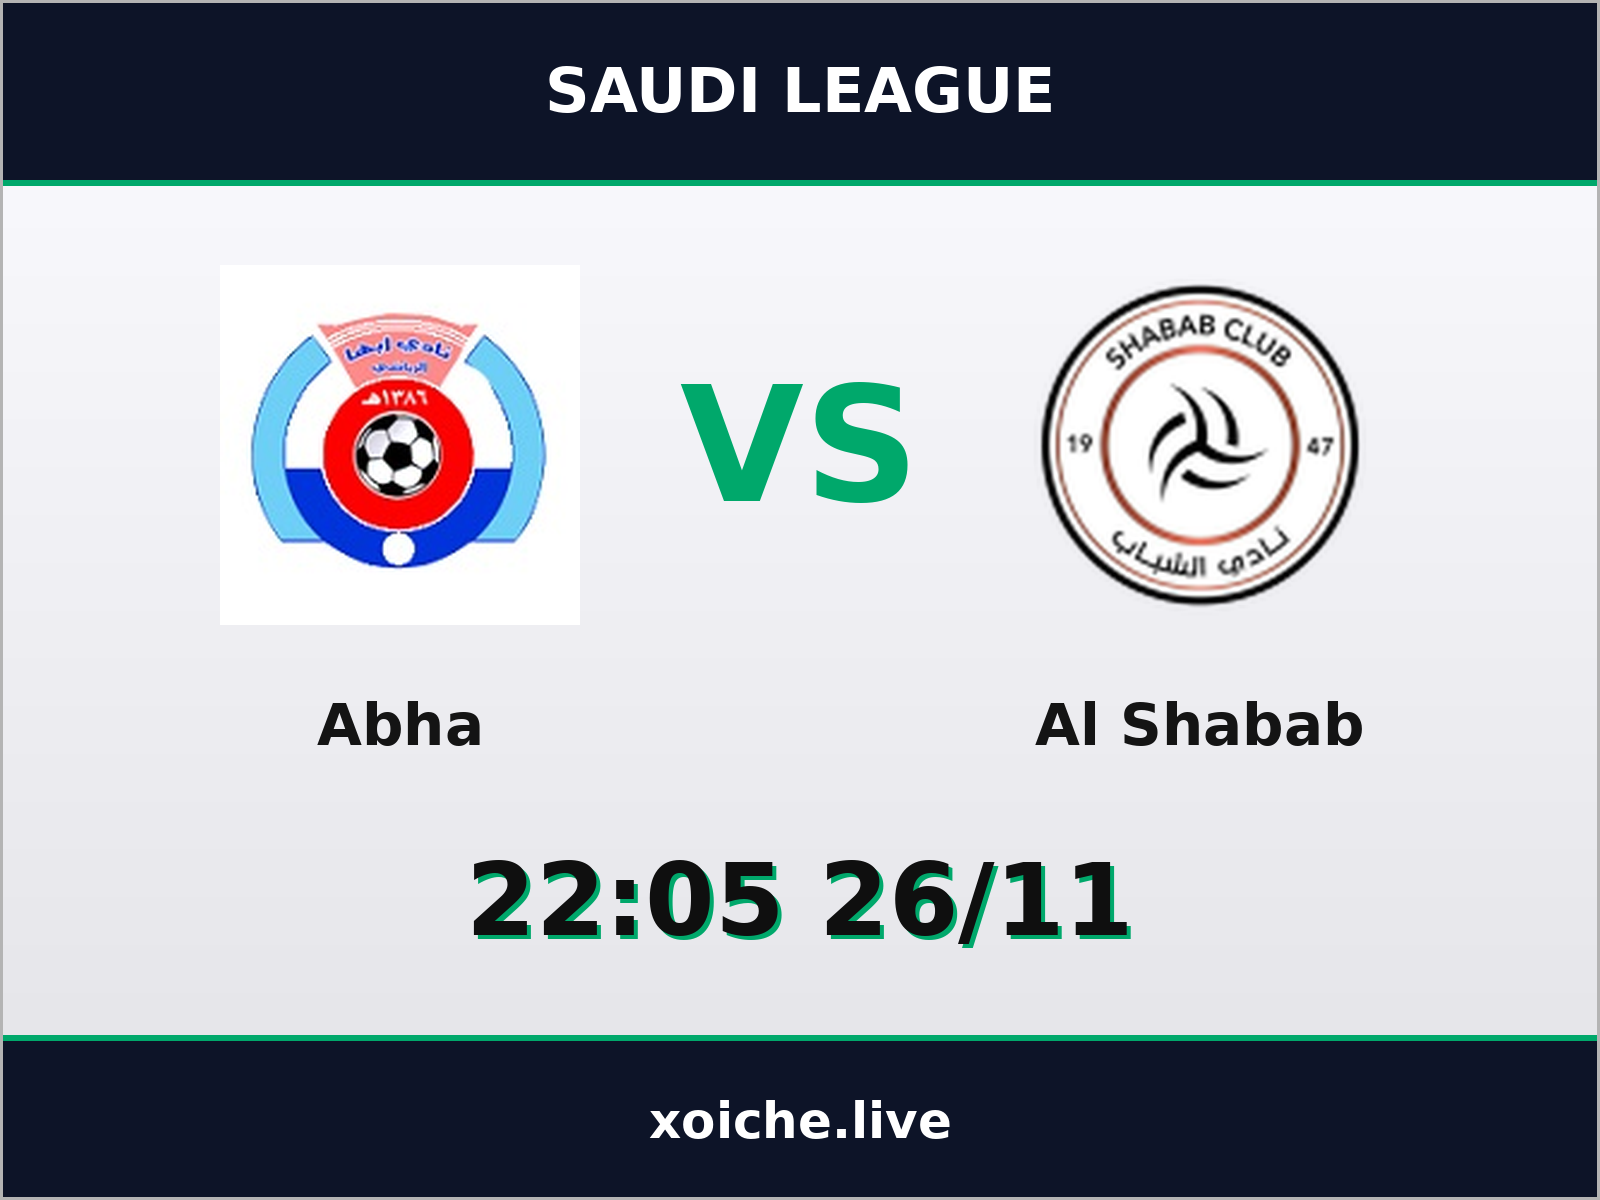 SAUDI LEAGUE
نادي ابها
الرياضي
١٣٨٦هـ
VS
SHABAB CLUB
19
47
نادي الشباب
Abha
Al Shabab
22:05 26/11
xoiche.live